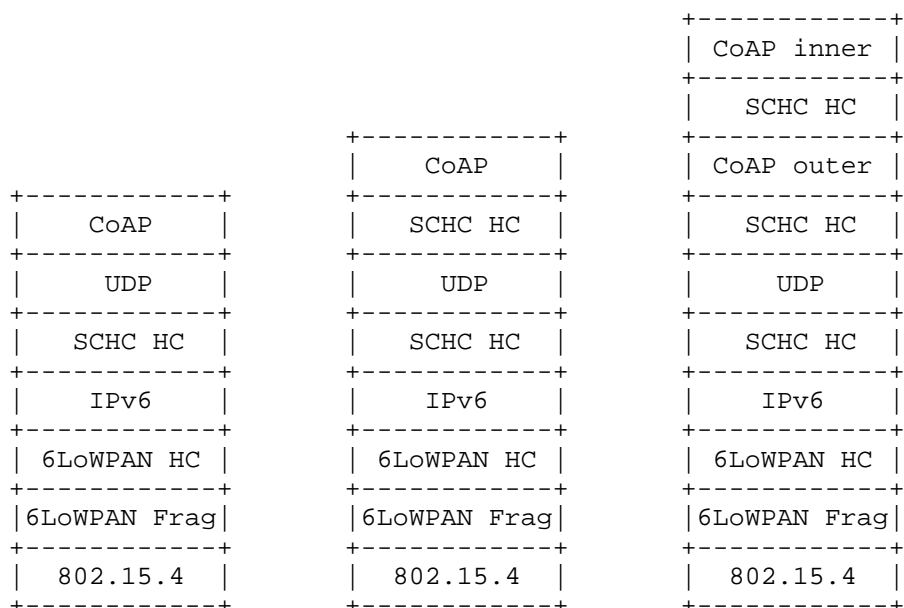 +------------+
                                                    | CoAP inner |
                                                    +------------+
                                                    |   SCHC HC  |
                          +------------+            +------------+
                          |    CoAP    |            | CoAP outer |
+------------+            +------------+            +------------+
|    CoAP    |            |   SCHC HC  |            |   SCHC HC  |
+------------+            +------------+            +------------+
|     UDP    |            |     UDP    |            |     UDP    |
+------------+            +------------+            +------------+
|   SCHC HC  |            |   SCHC HC  |            |   SCHC HC  |
+------------+            +------------+            +------------+
|    IPv6    |            |    IPv6    |            |    IPv6    |
+------------+            +------------+            +------------+
| 6LoWPAN HC |            | 6LoWPAN HC |            | 6LoWPAN HC |
+------------+            +------------+            +------------+
|6LoWPAN Frag|            |6LoWPAN Frag|            |6LoWPAN Frag|
+------------+            +------------+            +------------+
|  802.15.4  |            |  802.15.4  |            |  802.15.4  |
+------------+            +------------+            +------------+